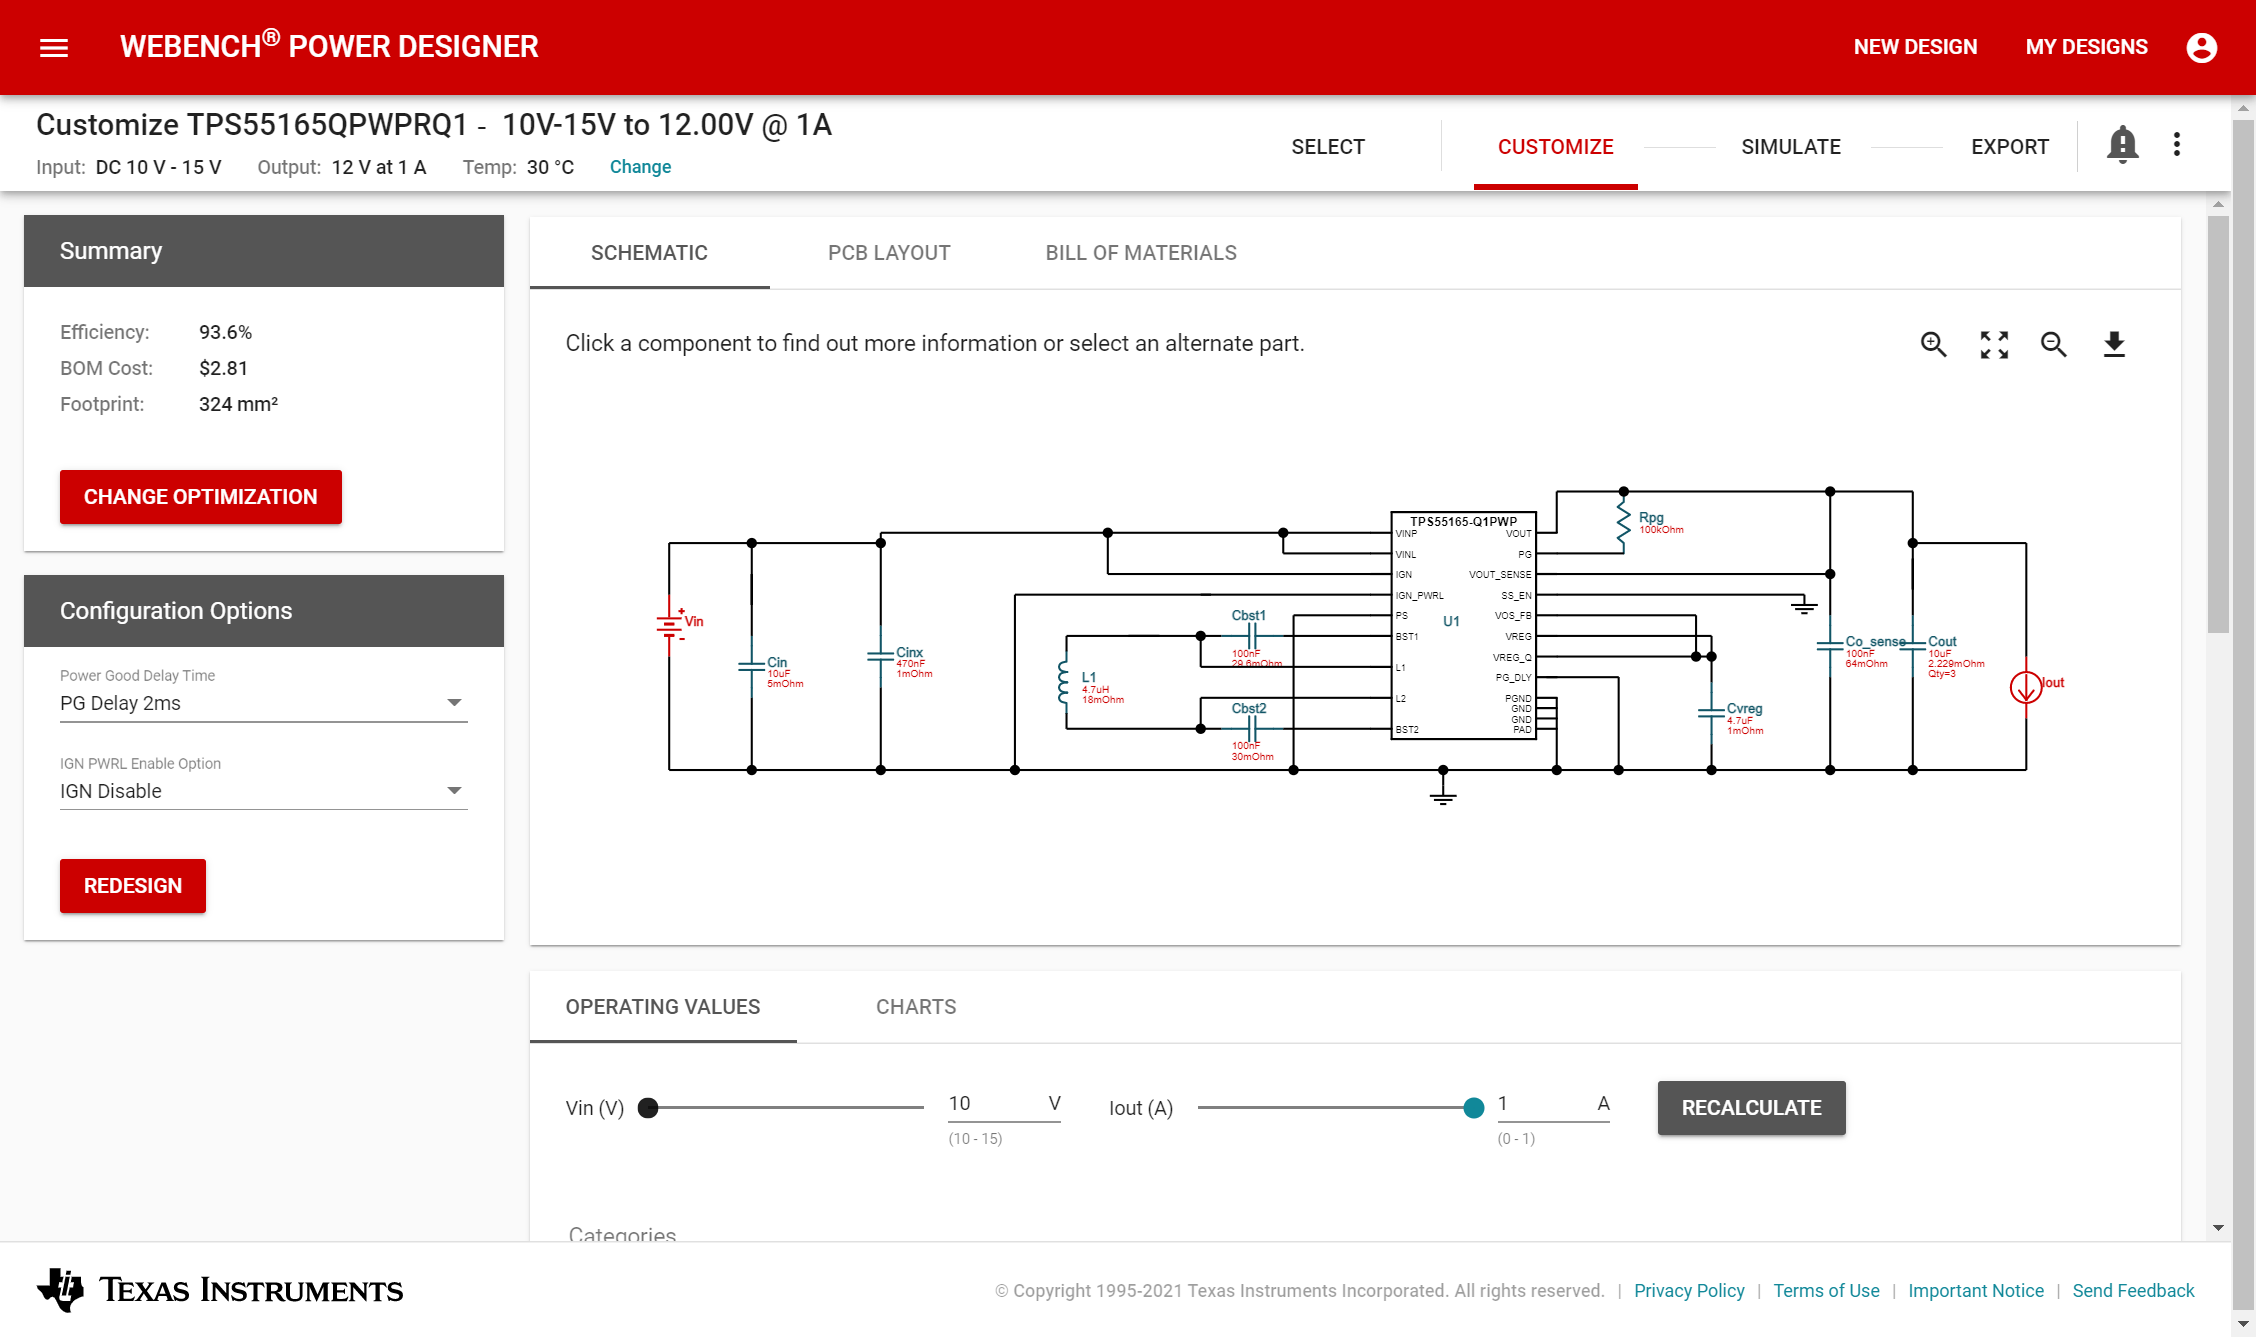 WEBENCH® POWER DESIGNER
NEW DESIGN
MY DESIGNS
Customize TPS55165QPWPRQ1 - 10V-15V to 12.00V @ 1A
Input: DC 10 V - 15 V Output: 12 V at 1 A Temp: 30 °C Change
SELECT
CUSTOMIZE
SIMULATE
EXPORT
Summary
Efficiency: 93.6%
BOM Cost: $2.81
Footprint: 324 mm²
CHANGE OPTIMIZATION
Configuration Options
Power Good Delay Time
PG Delay 2ms
IGN PWRL Enable Option
IGN Disable
REDESIGN
SCHEMATIC
PCB LAYOUT
BILL OF MATERIALS
Click a component to find out more information or select an alternate part.
Vin
+
-
Cin
10uF
5mOhm
Cinx
470nF
1mOhm
L1
4.7uH
18mOhm
Cbst1
100nF
29.6mOhm
Cbst2
100nF
30mOhm
TPS55165-Q1PWP
U1
VINP
VINL
IGN
IGN_PWRL
PS
BST1
L1
L2
BST2
VOUT
PG
VOUT_SENSE
SS_EN
VOS_FB
VREG
VREG_Q
PG_DLY
PGND
GND
GND
PAD
Rpg
100kOhm
Cvreg
4.7uF
1mOhm
Co_sense
100nF
64mOhm
Cout
10uF
2.229mOhm
Qty=3
Iout
OPERATING VALUES
CHARTS
Vin (V)
10 V
(10 - 15)
Iout (A)
1 A
(0 - 1)
RECALCULATE
Categories
TEXAS INSTRUMENTS
© Copyright 1995-2021 Texas Instruments Incorporated. All rights reserved. | Privacy Policy | Terms of Use | Important Notice | Send Feedback